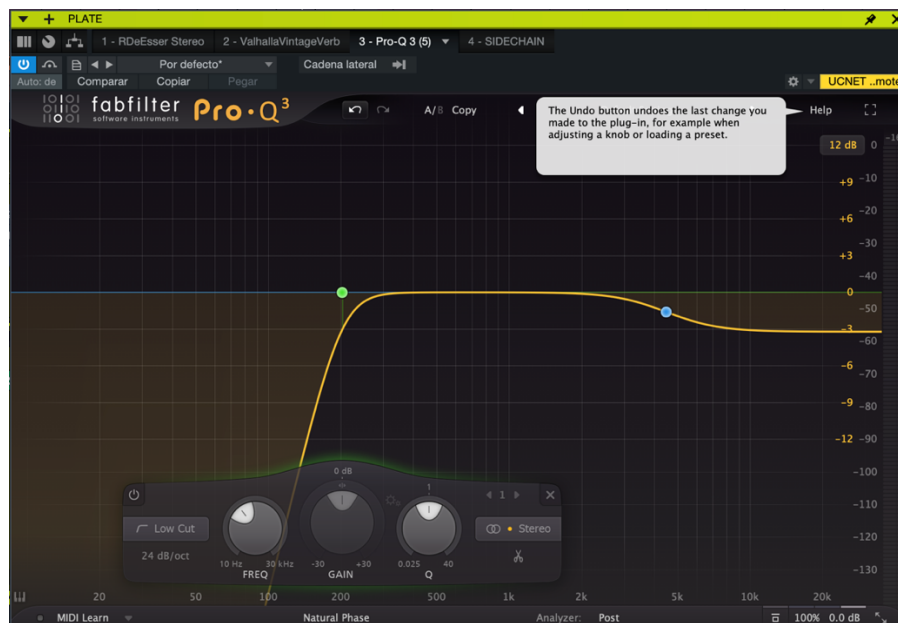 PLATE
1 - RDeEsser Stereo 2 - ValhallaVintageVerb 3 - Pro-Q 3 (5) 4 - SIDECHAIN
Por defecto* Cadena lateral
Auto: de Comparar Copiar Pegar UCNET ..mote
fabfilter Pro·Q³ A/B Copy Help
software instruments
The Undo button undoes the last change you
made to the plug-in, for example when
adjusting a knob or loading a preset.
12 dB 0
-10
+9
-20
+6
-30
+3
-40
0
-50
-3
-60
-6
-70
-9
-80
-12 -90
-100
-110
-120
-130
0 dB
1
1
Low Cut Stereo
24 dB/oct
10 Hz 30 kHz -30 +30 0.025 40
FREQ GAIN Q
20 50 100 200 500 1k 2k 5k 10k 20k
MIDI Learn Natural Phase Analyzer: Post 100% 0.0 dB